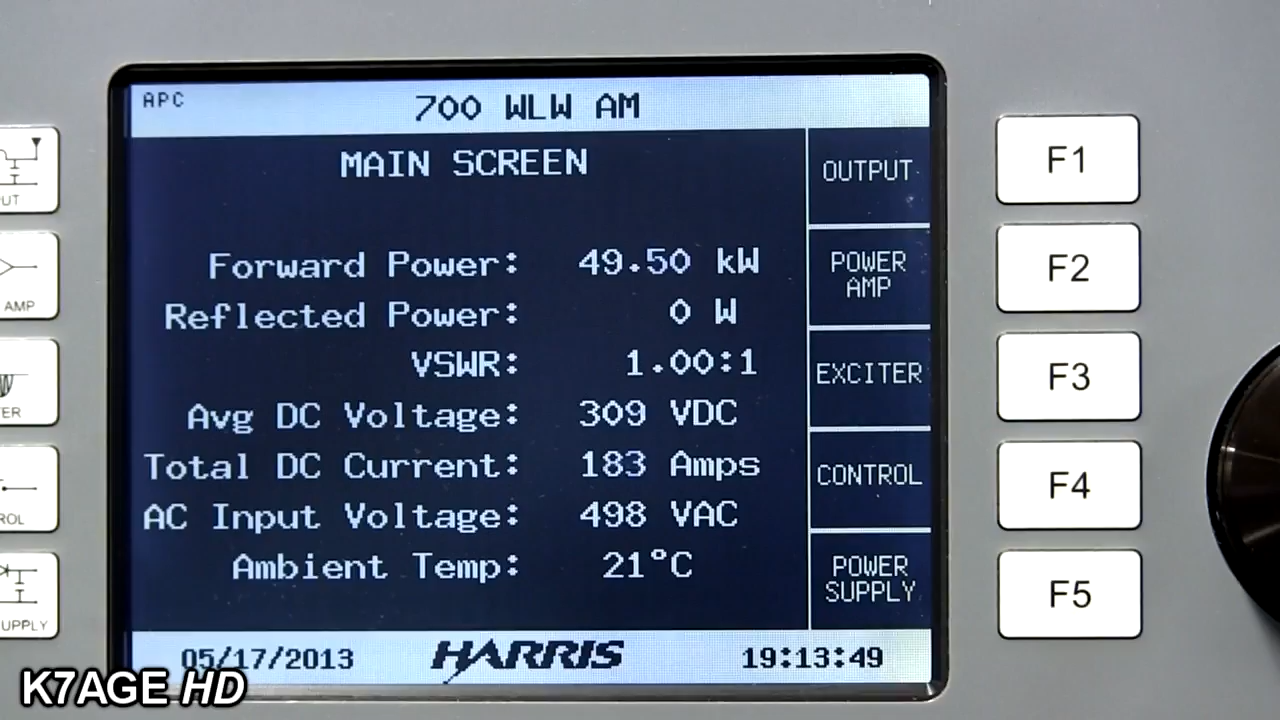 APC
700 WLW AM
MAIN SCREEN
Forward Power: 49.50 kW
Reflected Power: 0 W
VSWR: 1.00:1
Avg DC Voltage: 309 VDC
Total DC Current: 183 Amps
AC Input Voltage: 498 VAC
Ambient Temp: 21°C
OUTPUT
POWER
AMP
EXCITER
CONTROL
POWER
SUPPLY
05/17/2013 HARRIS 19:13:49
F1
F2
F3
F4
F5
AMP
K7AGE HD